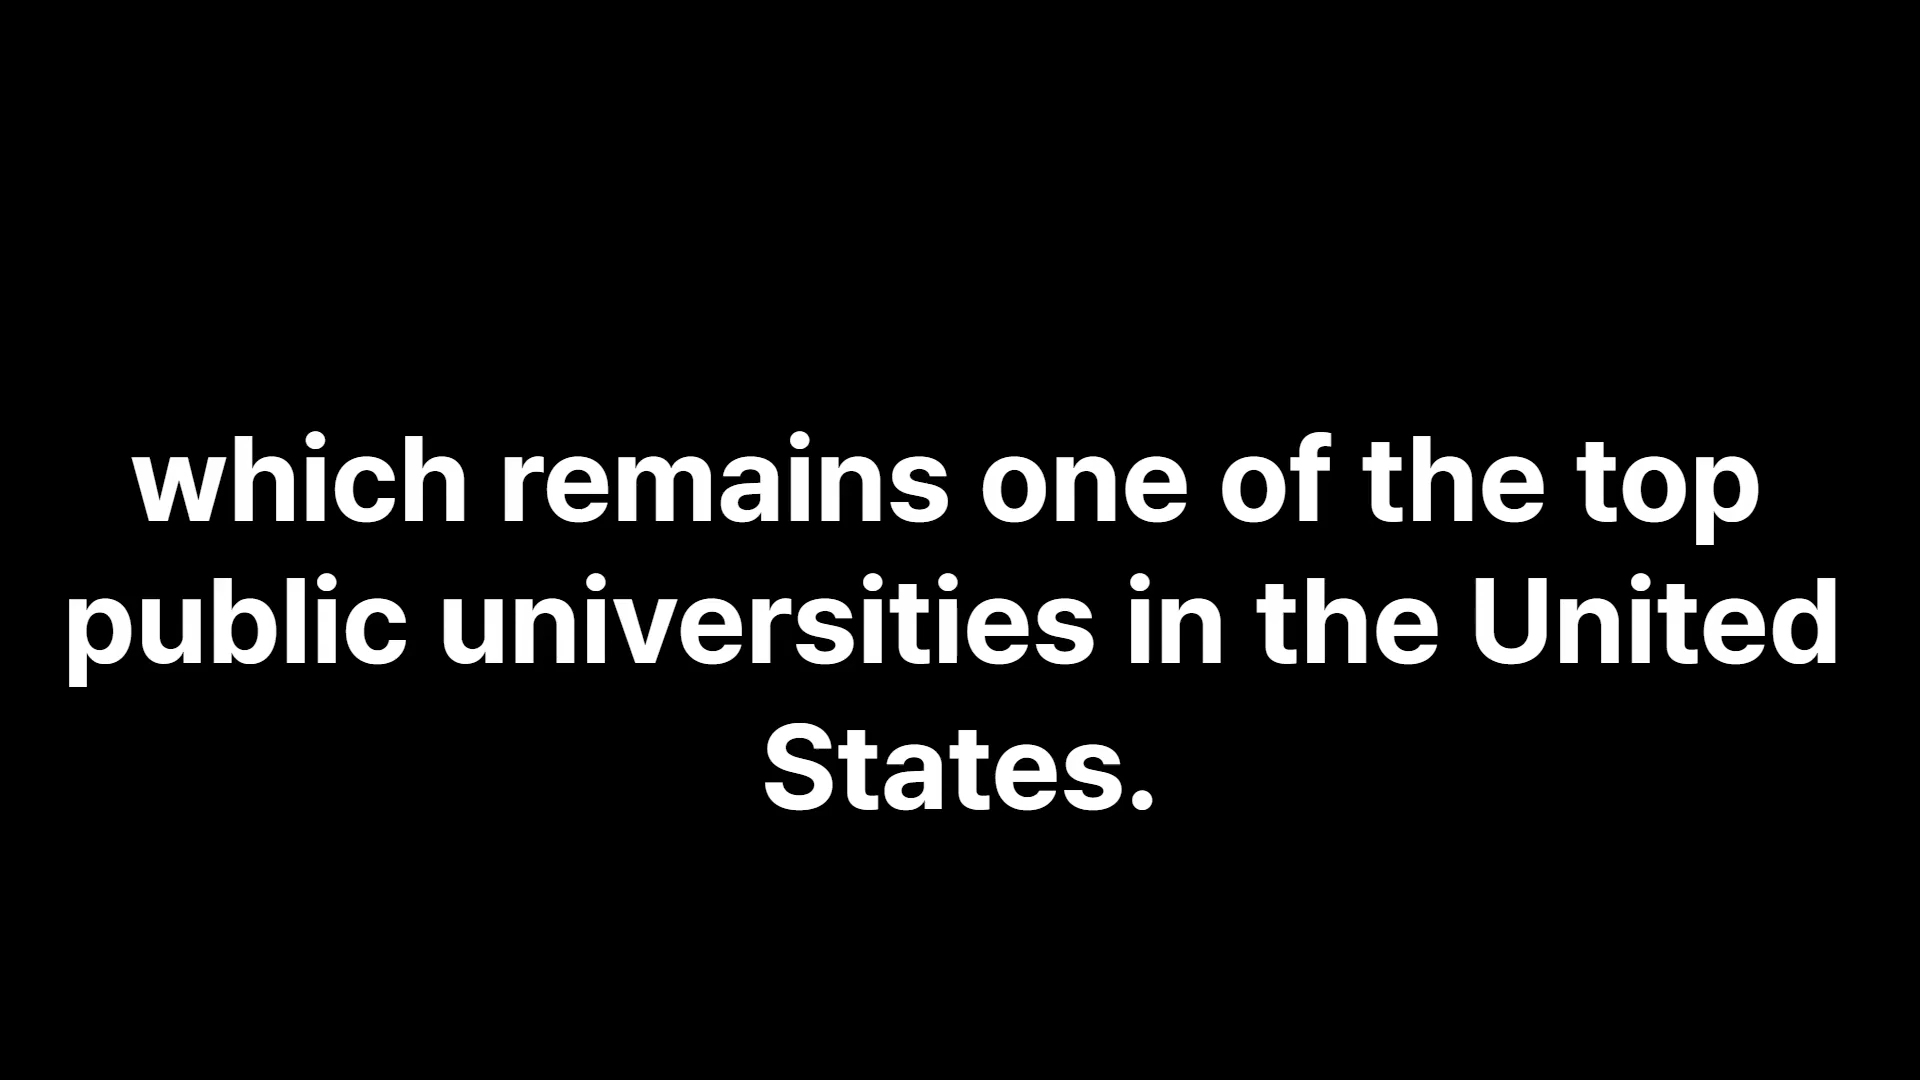 which remains one of the top
public universities in the United
States.